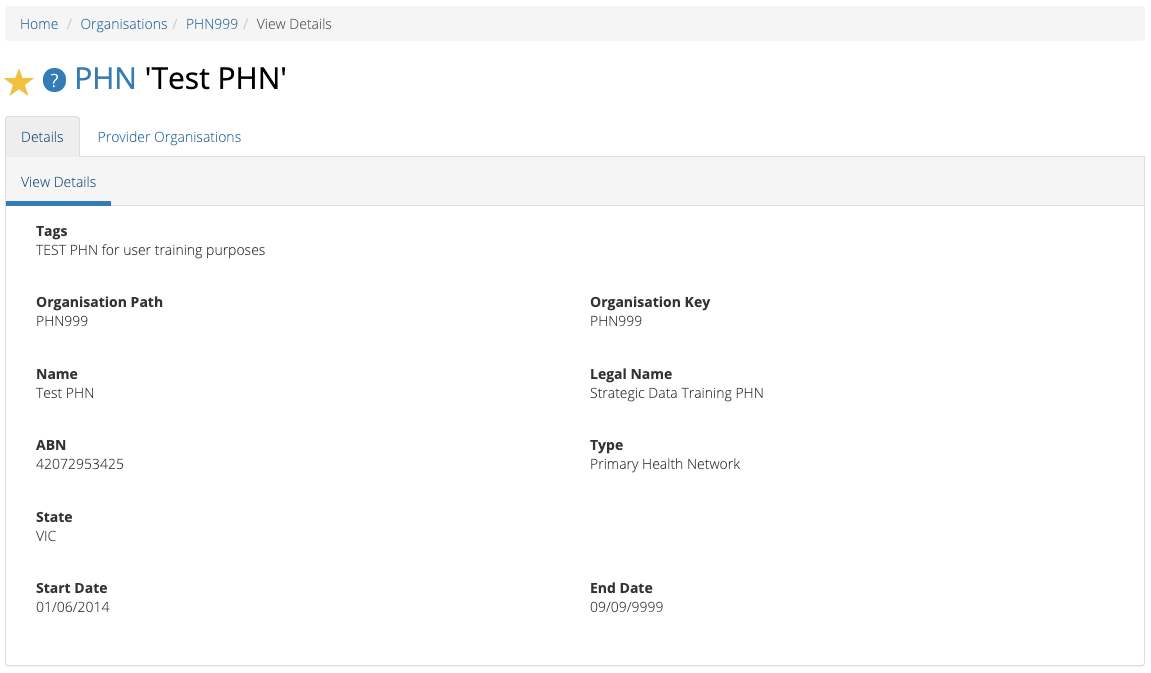 Home / Organisations / PHN999 / View Details
? PHN 'Test PHN'
Details Provider Organisations
View Details
Tags
TEST PHN for user training purposes
Organisation Path Organisation Key
PHN999 PHN999
Name Legal Name
Test PHN Strategic Data Training PHN
ABN Type
42072953425 Primary Health Network
State
VIC
Start Date End Date
01/06/2014 09/09/9999